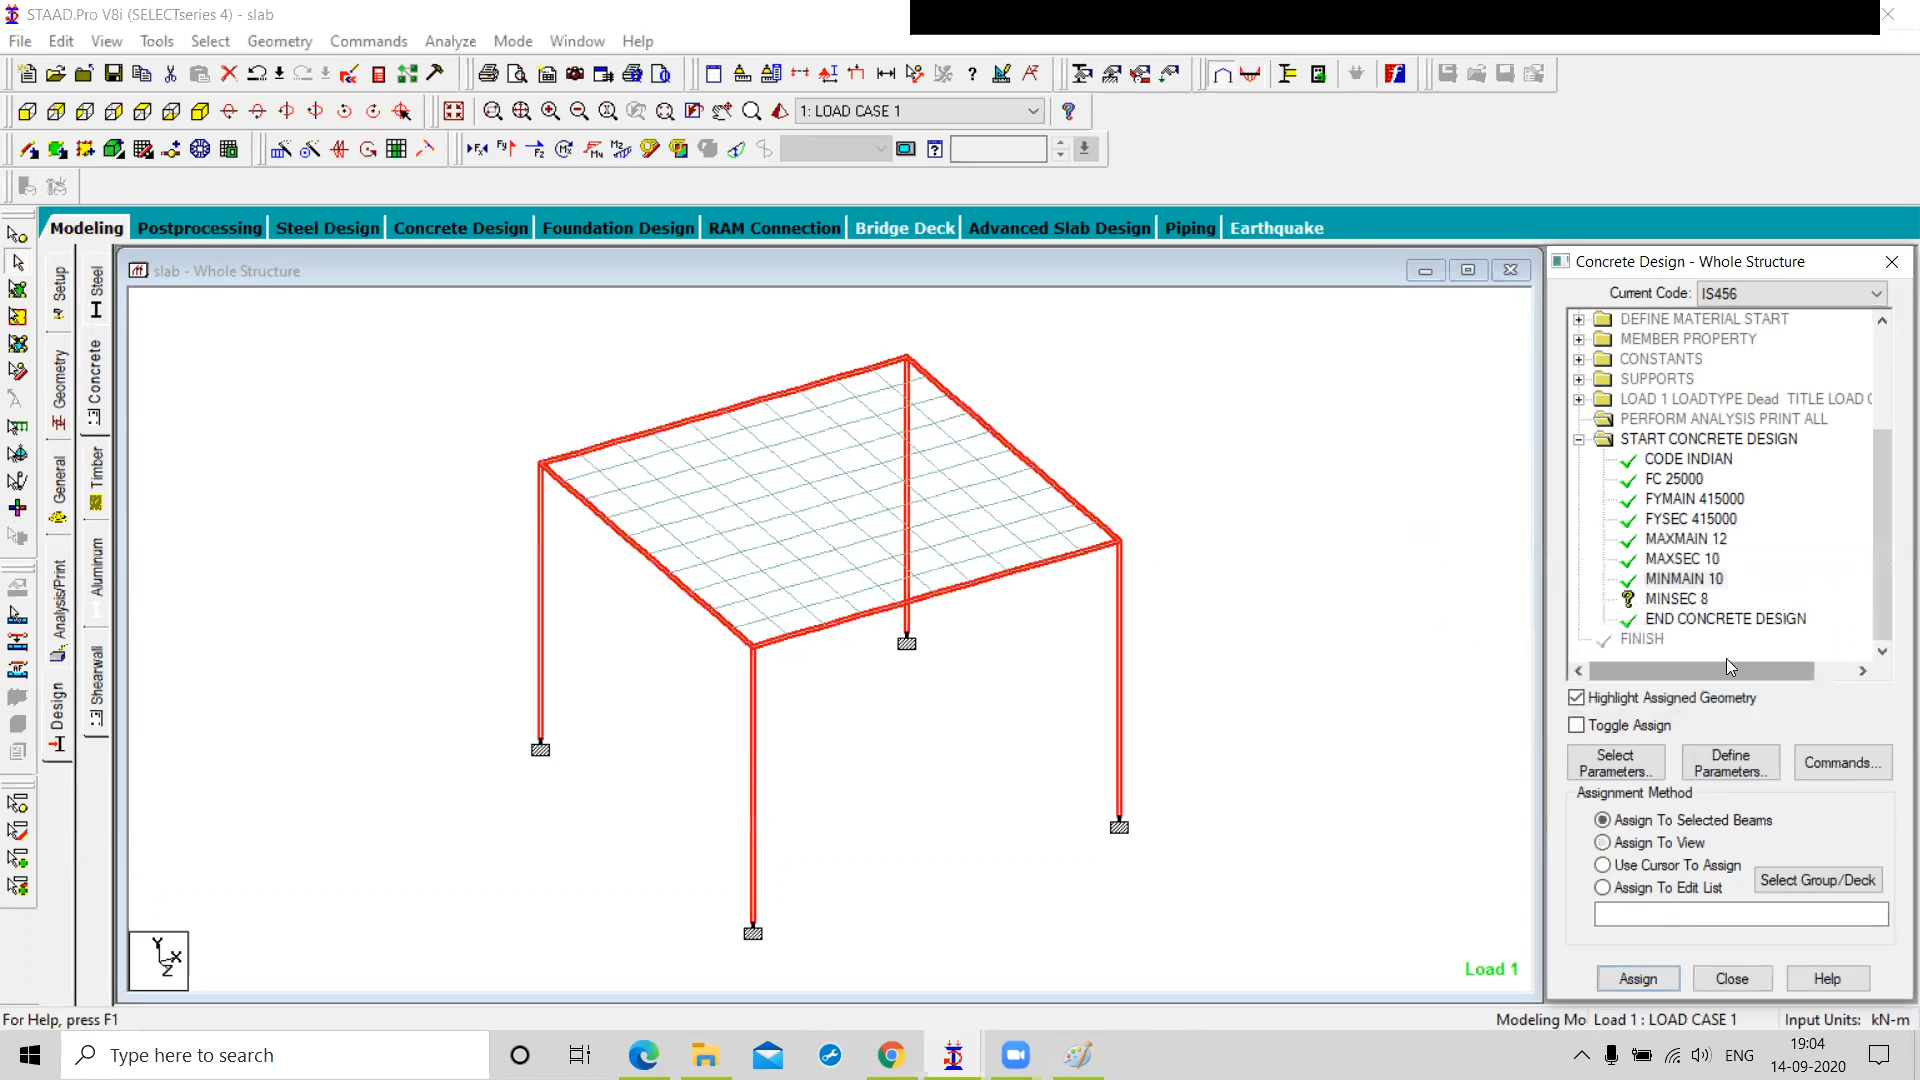 STAAD.Pro V8i (SELECTseries 4) - slab
File Edit View Tools Select Geometry Commands Analyze Mode Window Help
1: LOAD CASE 1
Modeling Postprocessing Steel Design Concrete Design Foundation Design RAM Connection Bridge Deck Advanced Slab Design Piping Earthquake
Setup
Geometry
General
Analysis/Print
Design
Steel
Concrete
Timber
Aluminum
Shearwall
slab - Whole Structure
Y
X
Z
Load 1
Concrete Design - Whole Structure
Current Code: IS456
DEFINE MATERIAL START
MEMBER PROPERTY
CONSTANTS
SUPPORTS
LOAD 1 LOADTYPE Dead TITLE LOAD C
PERFORM ANALYSIS PRINT ALL
START CONCRETE DESIGN
CODE INDIAN
FC 25000
FYMAIN 415000
FYSEC 415000
MAXMAIN 12
MAXSEC 10
MINMAIN 10
MINSEC 8
END CONCRETE DESIGN
FINISH
Highlight Assigned Geometry
Toggle Assign
Select Parameters..
Define Parameters..
Commands...
Assignment Method
Assign To Selected Beams
Assign To View
Use Cursor To Assign
Assign To Edit List
Select Group/Deck
Assign Close Help
For Help, press F1
Modeling Mo Load 1 : LOAD CASE 1 Input Units: kN-m
Type here to search
ENG
19:04
14-09-2020